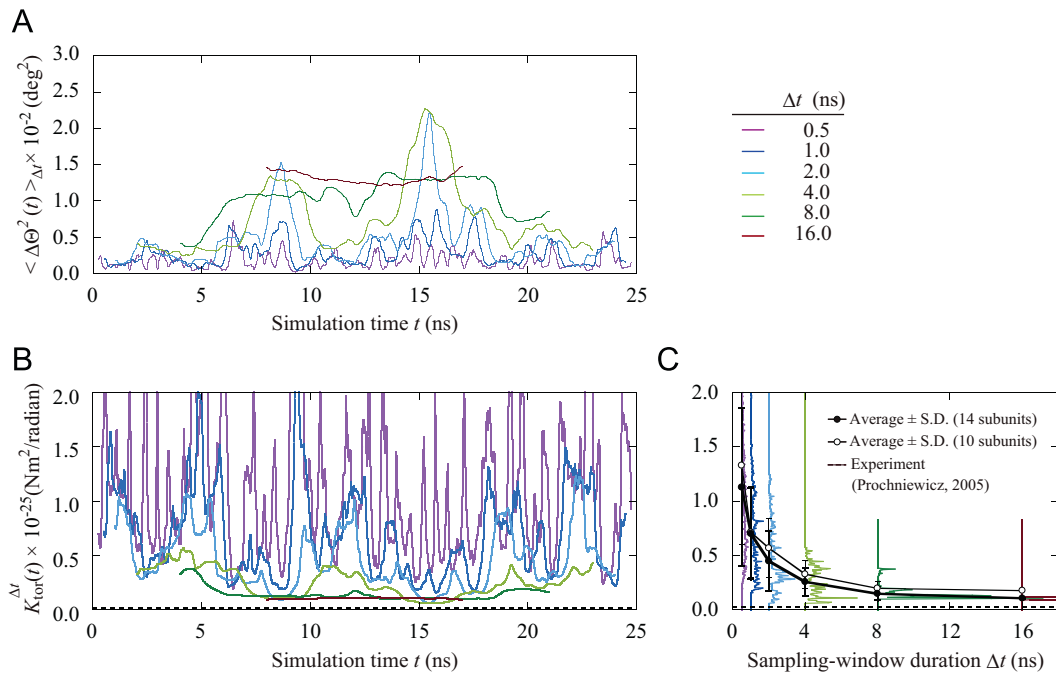 A
3.0
2.5
2.0
1.5
1.0
0.5
0.0
< ΔΘ² (t) >Δt × 10⁻² (deg²)
0 5 10 15 20 25
Simulation time t (ns)
Δt (ns)
0.5
1.0
2.0
4.0
8.0
16.0
B
2.0
1.5
1.0
0.5
0.0
K^Δt_tor(t) × 10⁻²⁵(Nm²/radian)
0 5 10 15 20 25
Simulation time t (ns)
C
2.0
1.5
1.0
0.5
0.0
Average ± S.D. (14 subunits)
Average ± S.D. (10 subunits)
Experiment
(Prochniewicz, 2005)
0 4 8 12 16
Sampling-window duration Δt (ns)